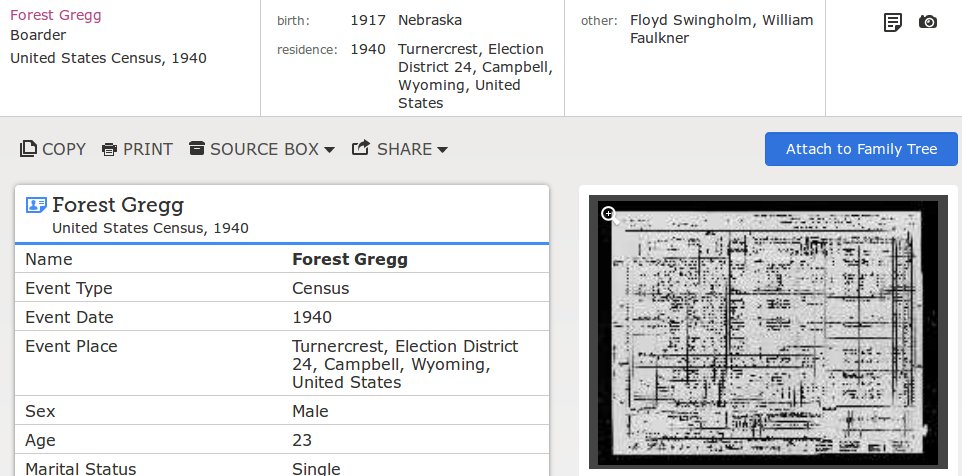 Forest Gregg
Boarder
United States Census, 1940
birth: 1917 Nebraska
residence: 1940 Turnercrest, Election
District 24, Campbell,
Wyoming, United
States
other: Floyd Swingholm, William
Faulkner
COPY PRINT SOURCE BOX SHARE
Attach to Family Tree
Forest Gregg
United States Census, 1940
Name Forest Gregg
Event Type Census
Event Date 1940
Event Place Turnercrest, Election District
24, Campbell, Wyoming,
United States
Sex Male
Age 23
Marital Status Single